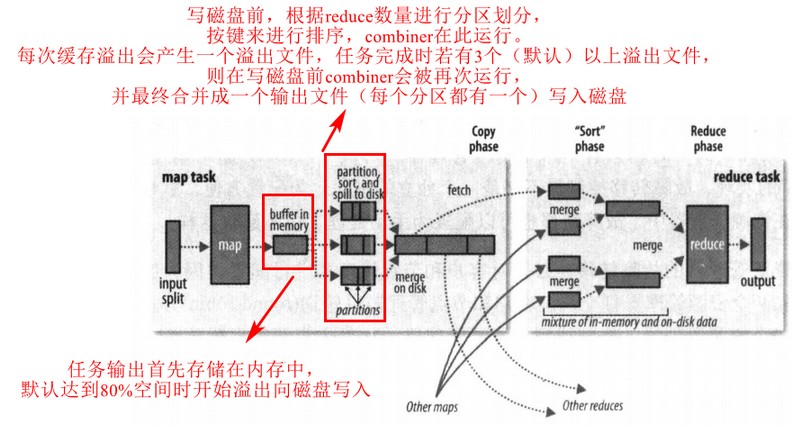 写磁盘前，根据reduce数量进行分区划分，
按键来进行排序，combiner在此运行。
每次缓存溢出会产生一个溢出文件，任务完成时若有3个（默认）以上溢出文件，
则在写磁盘前combiner会被再次运行，
并最终合并成一个输出文件（每个分区都有一个）写入磁盘
Copy
phase
"Sort"
phase
Reduce
phase
map task
partition,
sort, and
spill to disk
fetch
reduce task
buffer in
memory
map
input
split
merge
on disk
partitions
merge
merge
merge
reduce
output
mixture of in-memory and on-disk data
任务输出首先存储在内存中，
默认达到80%空间时开始溢出向磁盘写入
Other maps
Other reduces